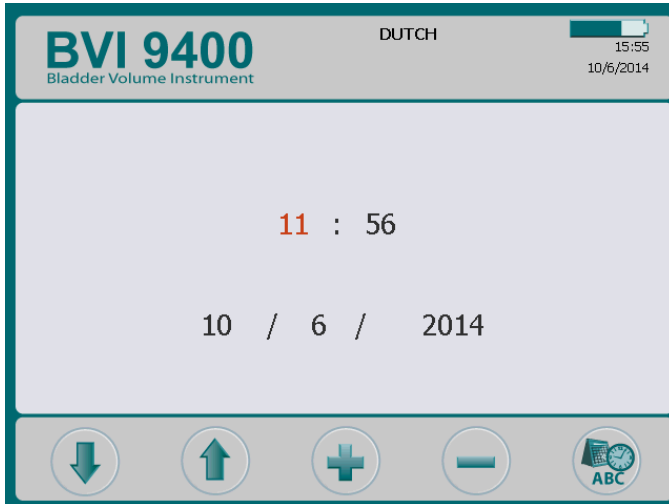 BVI 9400
Bladder Volume Instrument
DUTCH
15:55
10/6/2014
11 : 56
10 / 6 / 2014
ABC